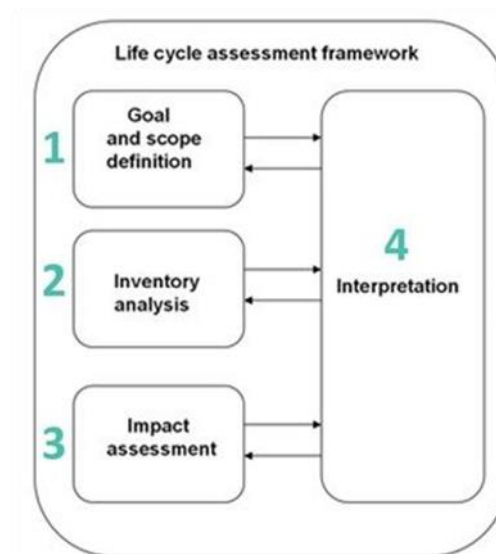 Life cycle assessment framework
1
Goal
and scope
definition
2
Inventory
analysis
3
Impact
assessment
4
Interpretation